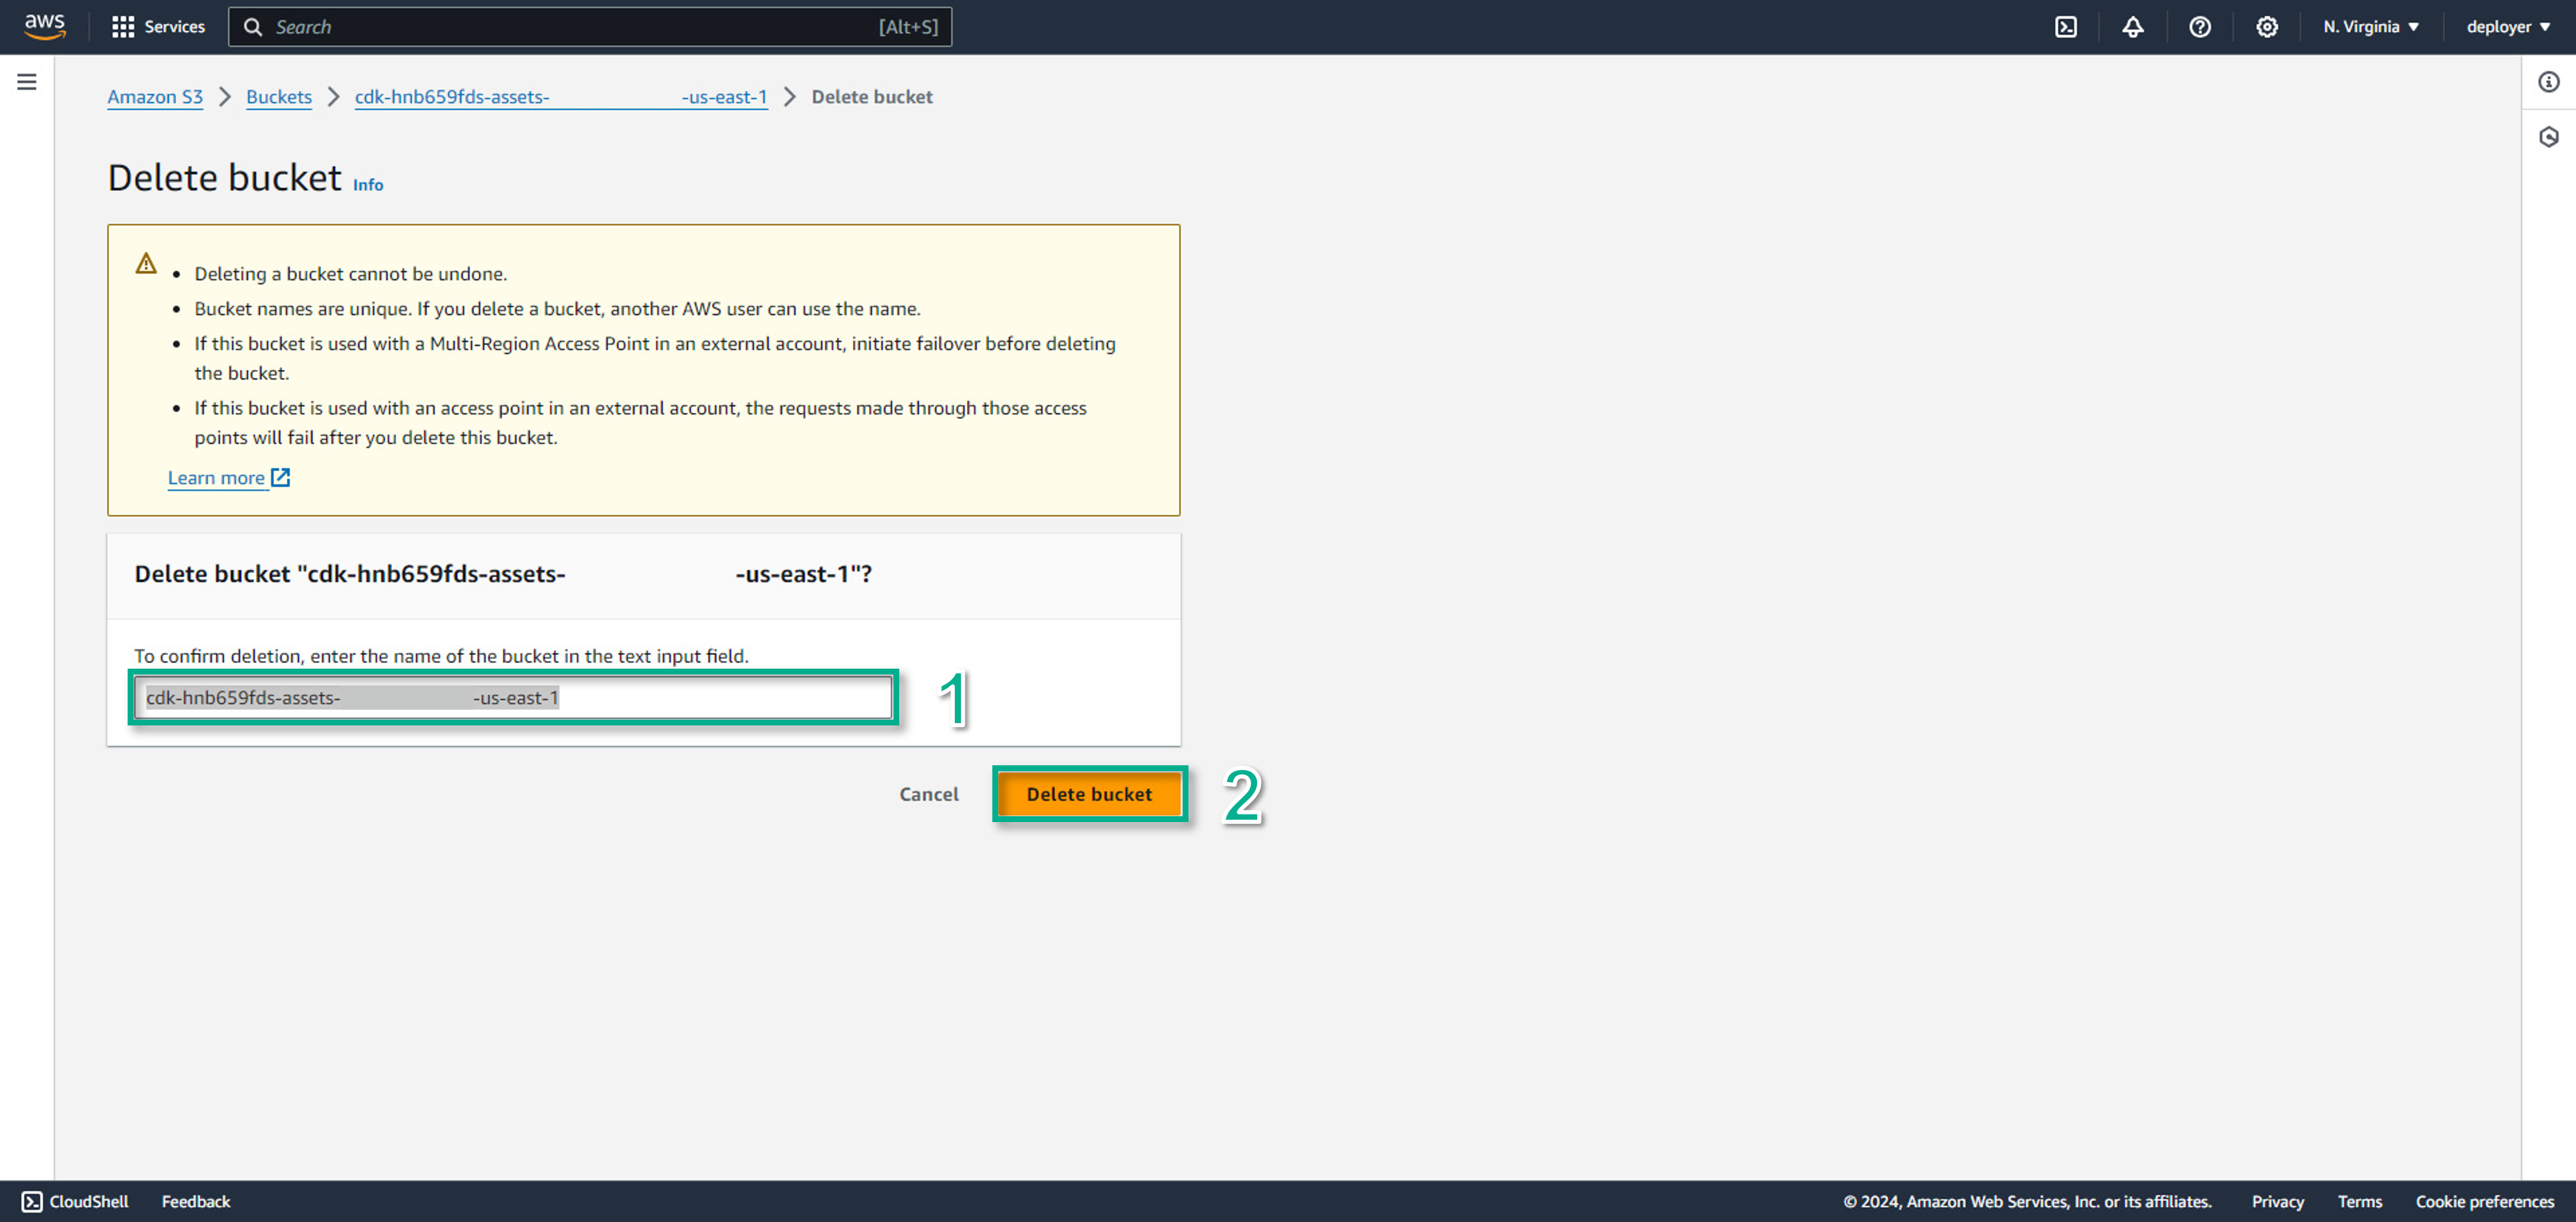 aws Services Search [Alt+S] N. Virginia deployer
Amazon S3 Buckets cdk-hnb659fds-assets- -us-east-1 Delete bucket
Delete bucket Info
Deleting a bucket cannot be undone.
Bucket names are unique. If you delete a bucket, another AWS user can use the name.
If this bucket is used with a Multi-Region Access Point in an external account, initiate failover before deleting
the bucket.
If this bucket is used with an access point in an external account, the requests made through those access
points will fail after you delete this bucket.
Learn more
Delete bucket "cdk-hnb659fds-assets- -us-east-1"?
To confirm deletion, enter the name of the bucket in the text input field.
cdk-hnb659fds-assets- -us-east-1 1
Cancel Delete bucket 2
CloudShell Feedback © 2024, Amazon Web Services, Inc. or its affiliates. Privacy Terms Cookie preferences